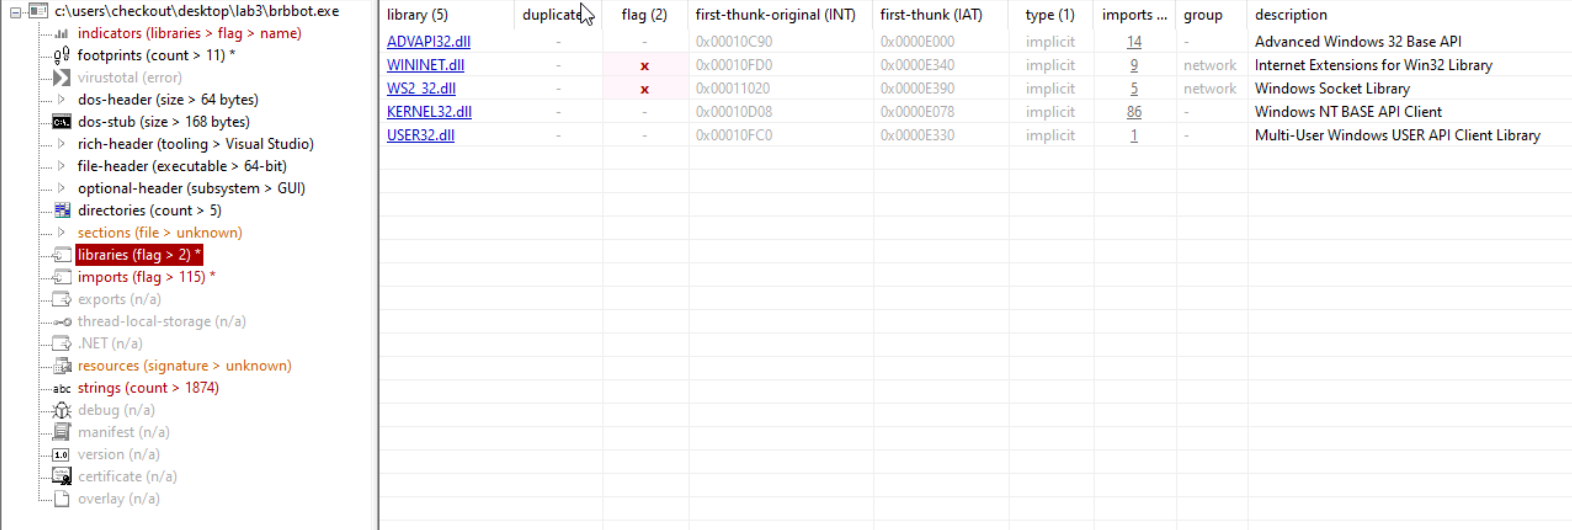 c:\users\checkout\desktop\lab3\brbbot.exe
indicators (libraries > flag > name)
footprints (count > 11) *
virustotal (error)
dos-header (size > 64 bytes)
dos-stub (size > 168 bytes)
rich-header (tooling > Visual Studio)
file-header (executable > 64-bit)
optional-header (subsystem > GUI)
directories (count > 5)
sections (file > unknown)
libraries (flag > 2) *
imports (flag > 115) *
exports (n/a)
thread-local-storage (n/a)
.NET (n/a)
resources (signature > unknown)
abc strings (count > 1874)
debug (n/a)
manifest (n/a)
1.0 version (n/a)
certificate (n/a)
overlay (n/a)
library (5) duplicate flag (2) first-thunk-original (INT) first-thunk (IAT) type (1) imports ... group description
ADVAPI32.dll - - 0x00010C90 0x0000E000 implicit 14 - Advanced Windows 32 Base API
WININET.dll - x 0x00010FD0 0x0000E340 implicit 9 network Internet Extensions for Win32 Library
WS2_32.dll - x 0x00011020 0x0000E390 implicit 5 network Windows Socket Library
KERNEL32.dll - - 0x00010D08 0x0000E078 implicit 86 - Windows NT BASE API Client
USER32.dll - - 0x00010FC0 0x0000E330 implicit 1 - Multi-User Windows USER API Client Library